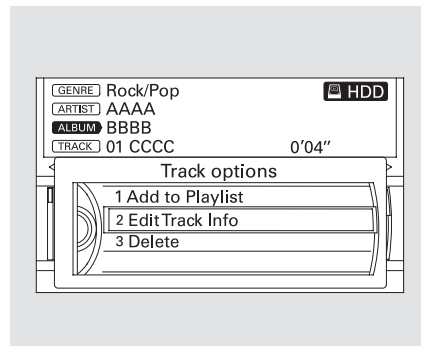 GENRE Rock/Pop HDD
ARTIST AAAA
ALBUM BBBB
TRACK 01 CCCC 0'04"
Track options
1 Add to Playlist
2 Edit Track Info
3 Delete